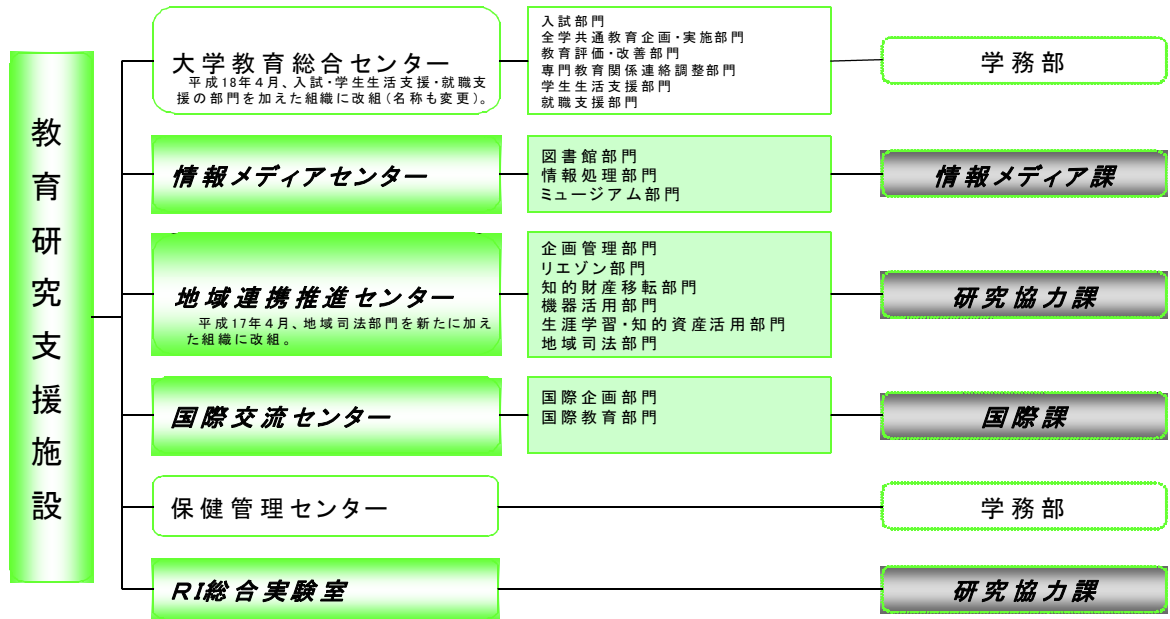 教育研究支援施設
大学教育総合センター
平成18年4月、入試・学生生活支援・就職支
援の部門を加えた組織に改組(名称も変更)。
入試部門
全学共通教育企画・実施部門
教育評価・改善部門
専門教育関係連絡調整部門
学生生活支援部門
就職支援部門
学務部
情報メディアセンター
図書館部門
情報処理部門
ミュージアム部門
情報メディア課
地域連携推進センター
平成17年4月、地域司法部門を新たに加え
た組織に改組。
企画管理部門
リエゾン部門
知的財産移転部門
機器活用部門
生涯学習・知的資産活用部門
地域司法部門
研究協力課
国際交流センター
国際企画部門
国際教育部門
国際課
保健管理センター
学務部
RI総合実験室
研究協力課